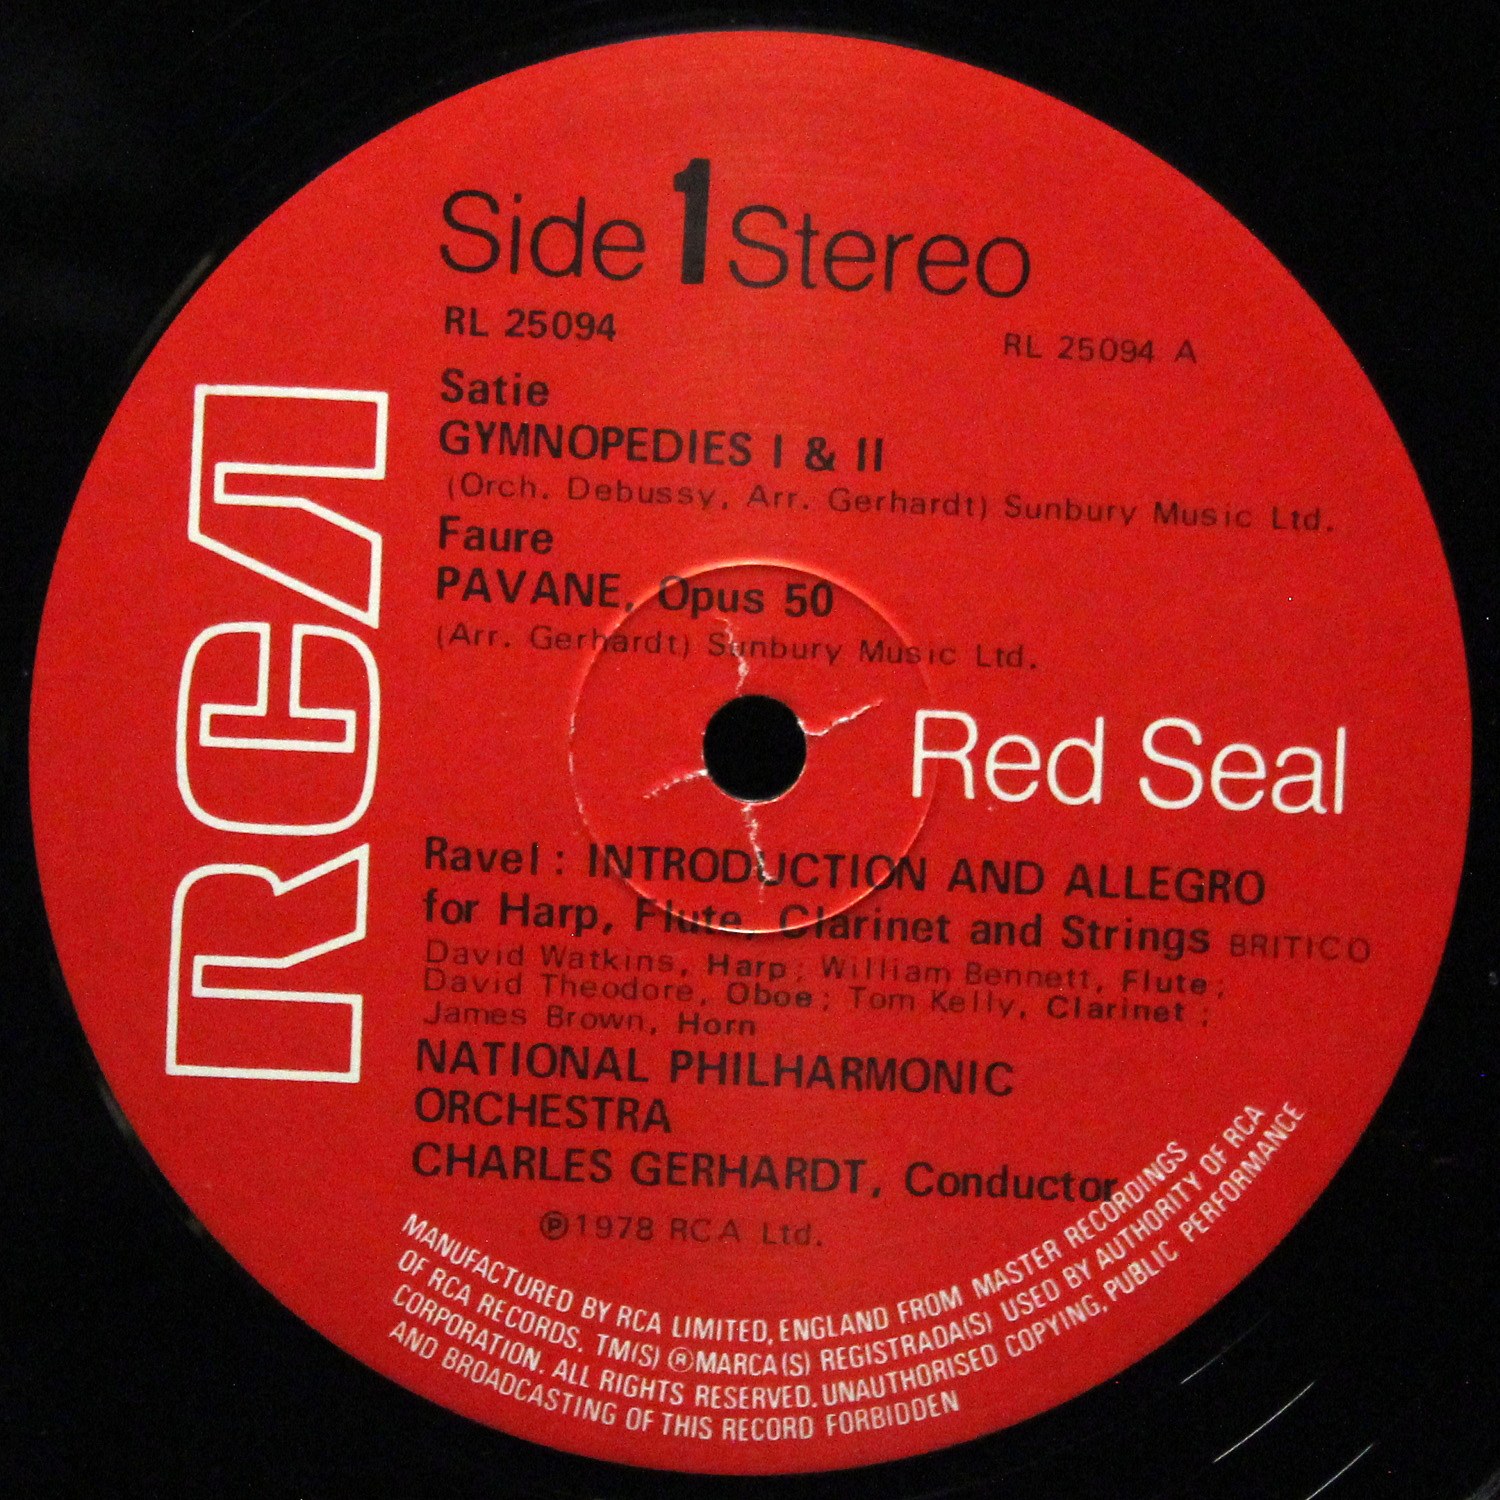 Side 1 Stereo
RL 25094
RL 25094 A
Satie
GYMNOPEDIES I & II
(Orch. Debussy, Arr. Gerhardt) Sunbury Music Ltd.
Faure
PAVANE, Opus 50
(Arr. Gerhardt) Sunbury Music Ltd.
RCA
Red Seal
Ravel : INTRODUCTION AND ALLEGRO
for Harp, Flute, Clarinet and Strings BRITICO
David Watkins, Harp ; William Bennett, Flute ;
David Theodore, Oboe ; Tom Kelly, Clarinet ;
James Brown, Horn
NATIONAL PHILHARMONIC
ORCHESTRA
CHARLES GERHARDT, Conductor
℗1978 RCA Ltd.
MANUFACTURED BY RCA LIMITED, ENGLAND FROM MASTER RECORDINGS
OF RCA RECORDS. TM(S) ®MARCA(S) REGISTRADA(S) USED BY AUTHORITY OF RCA
CORPORATION. ALL RIGHTS RESERVED. UNAUTHORISED COPYING, PUBLIC PERFORMANCE
AND BROADCASTING OF THIS RECORD FORBIDDEN